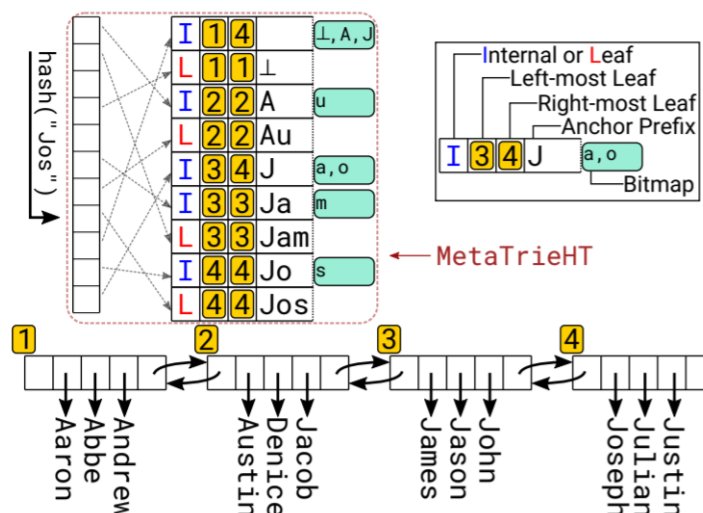 hash("Jos")
I 1 4 ⊥,A,J
L 1 1 ⊥
I 2 2 A u
L 2 2 Au
I 3 4 J a,o
I 3 3 Ja m
L 3 3 Jam
I 4 4 Jo s
L 4 4 Jos
MetaTrieHT
Internal or Leaf
Left-most Leaf
Right-most Leaf
Anchor Prefix
I 3 4 J a,o
Bitmap
1 2 3 4
Aaron
Abbe
Andrew
Austin
Denice
Jacob
James
Jason
John
Joseph
Julian
Justin